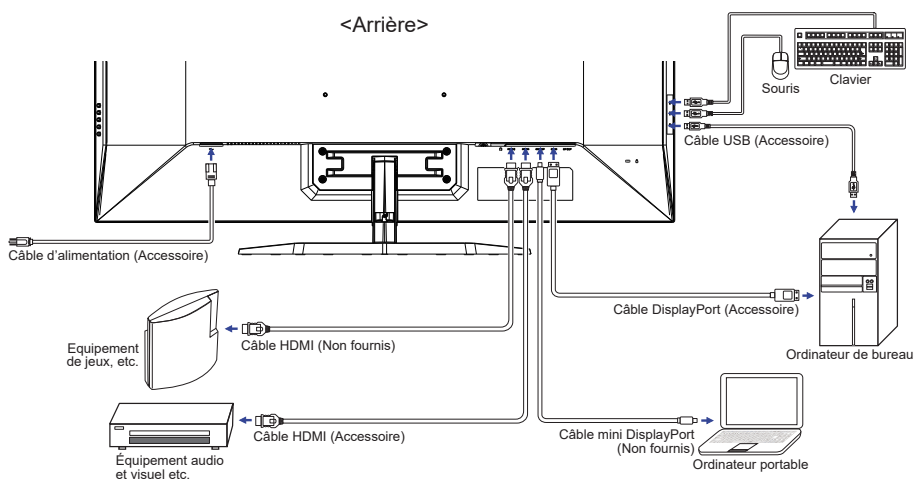 <Arrière>
Souris
Clavier
Câble USB (Accessoire)
Câble d'alimentation (Accessoire)
Câble DisplayPort (Accessoire)
Ordinateur de bureau
Equipement
de jeux, etc.
Câble HDMI (Non fournis)
Câble HDMI (Accessoire)
Équipement audio
et visuel etc.
Câble mini DisplayPort
(Non fournis)
Ordinateur portable